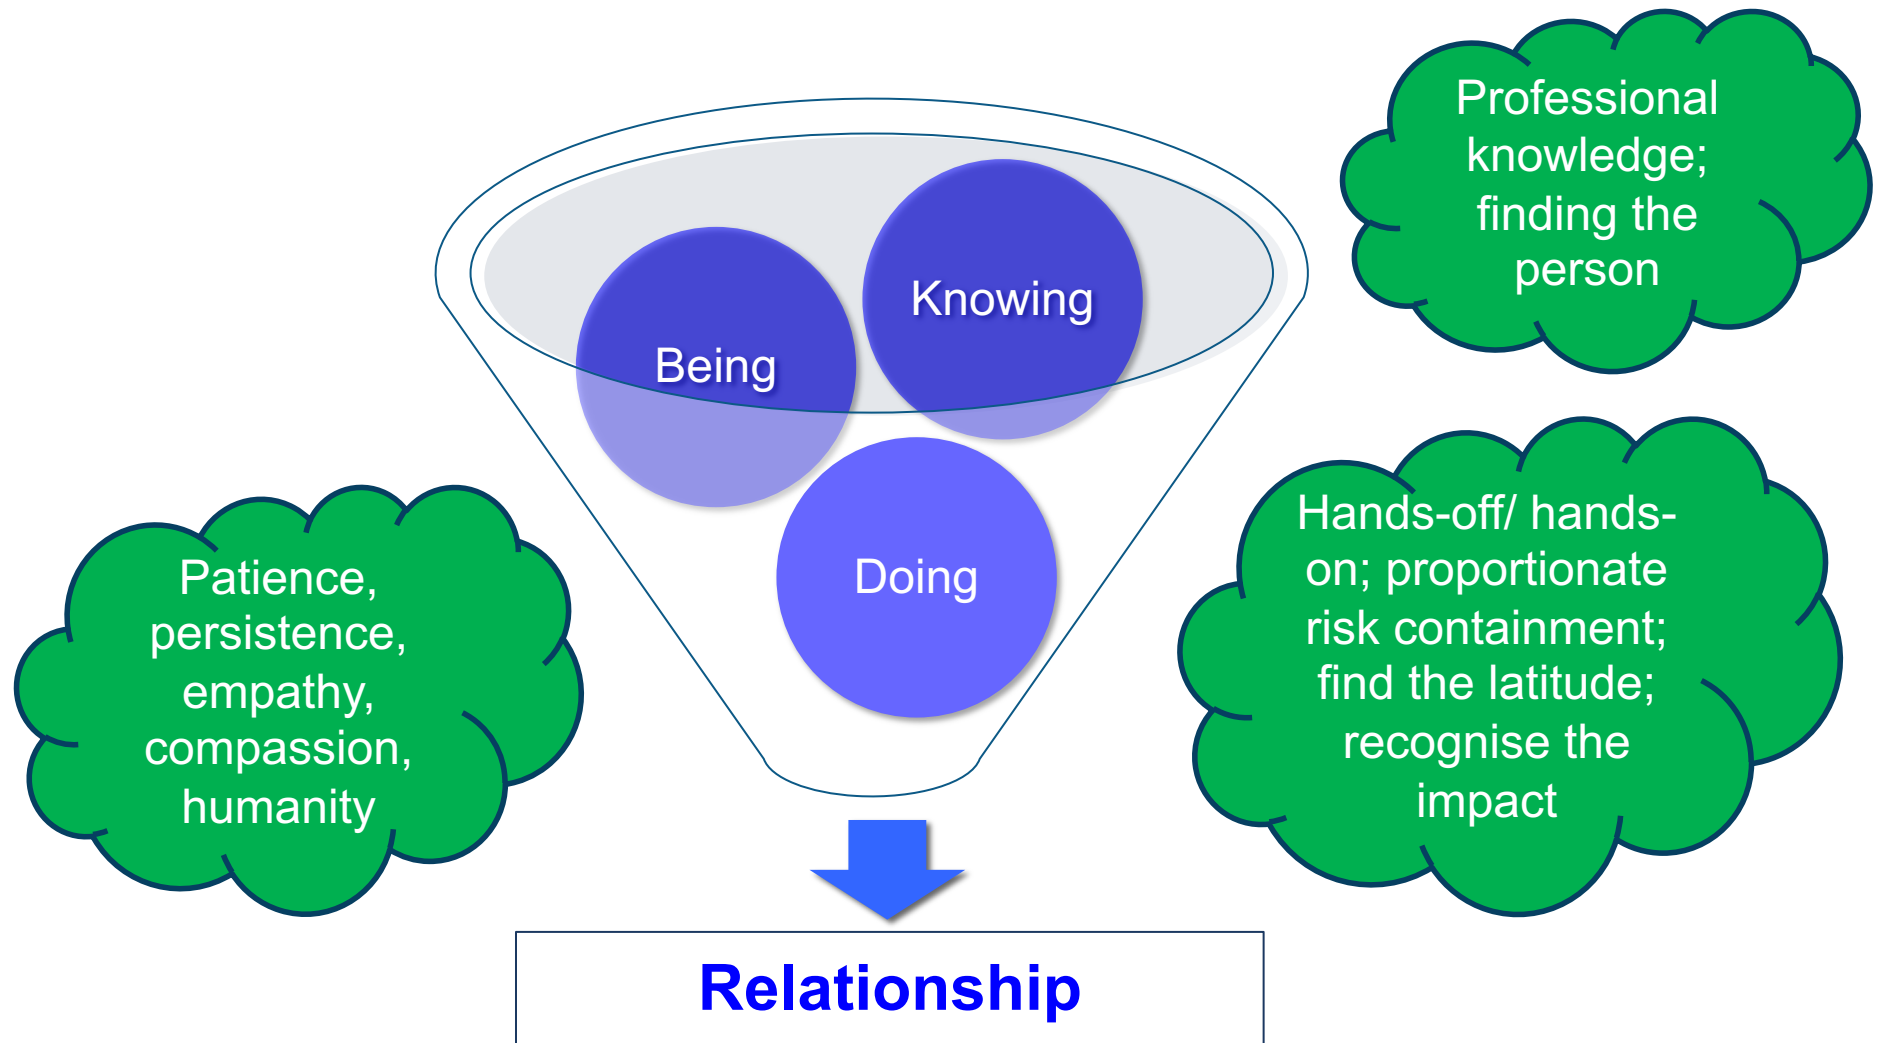 Professional
knowledge;
finding the
person
Knowing
Being
Doing
Hands-off/ hands-
on; proportionate
risk containment;
find the latitude;
recognise the
impact
Patience,
persistence,
empathy,
compassion,
humanity
Relationship